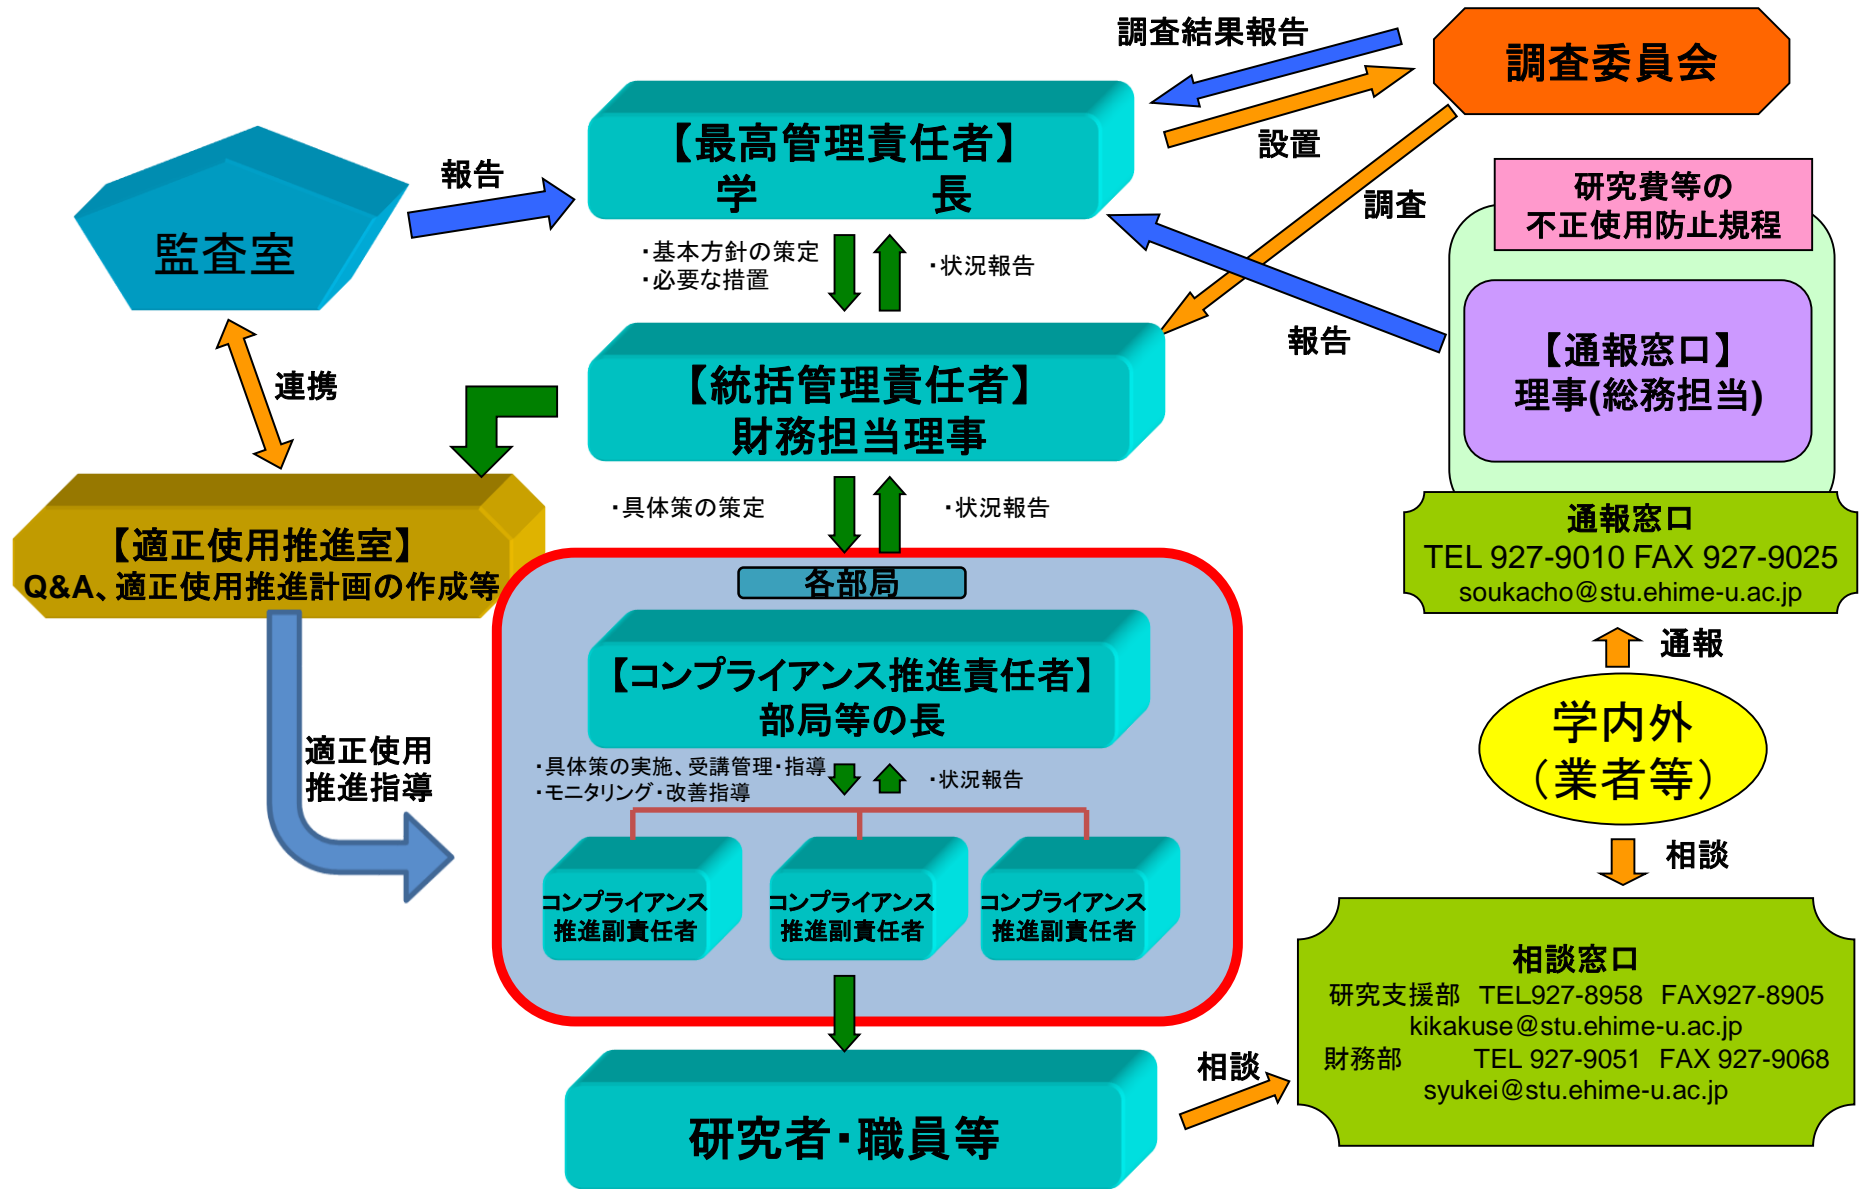 調査結果報告
調査委員会
【最高管理責任者】
学　　　　長
設置
報告
調査
研究費等の
不正使用防止規程
監査室
・基本方針の策定
・必要な措置
・状況報告
報告
【通報窓口】
理事(総務担当)
連携
【統括管理責任者】
財務担当理事
・具体策の策定
・状況報告
通報窓口
TEL 927-9010 FAX 927-9025
soukacho@stu.ehime-u.ac.jp
【適正使用推進室】
Q&A、適正使用推進計画の作成等
各部局
通報
【コンプライアンス推進責任者】
部局等の長
学内外
（業者等）
適正使用
推進指導
・具体策の実施、受講管理・指導
・モニタリング・改善指導
・状況報告
相談
コンプライアンス
推進副責任者
コンプライアンス
推進副責任者
コンプライアンス
推進副責任者
相談窓口
研究支援部　TEL927-8958　FAX927-8905
kikakuse@stu.ehime-u.ac.jp
財務部　　　TEL 927-9051　FAX 927-9068
syukei@stu.ehime-u.ac.jp
相談
研究者・職員等